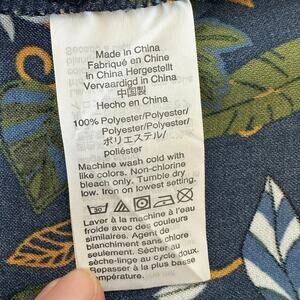 Made in China
Fabriqué en Chine
In China Hergestellt
Vervaardigd in China
中国製
Hecho en China
100% Polyester/Polyester/
Polyester/Polyester/
ポリエステル/
poliéster
Machine wash cold with
like colors. Non-chlorine
bleach only. Tumble dry
low. Iron on lowest setting.
Laver à la machine à l'eau
froide avec des couleurs
similaires. Agent de
blanchiment sans chlore
seulement. Sécher au
sèche-linge au cycle doux.
Repasser à la plus basse
température.